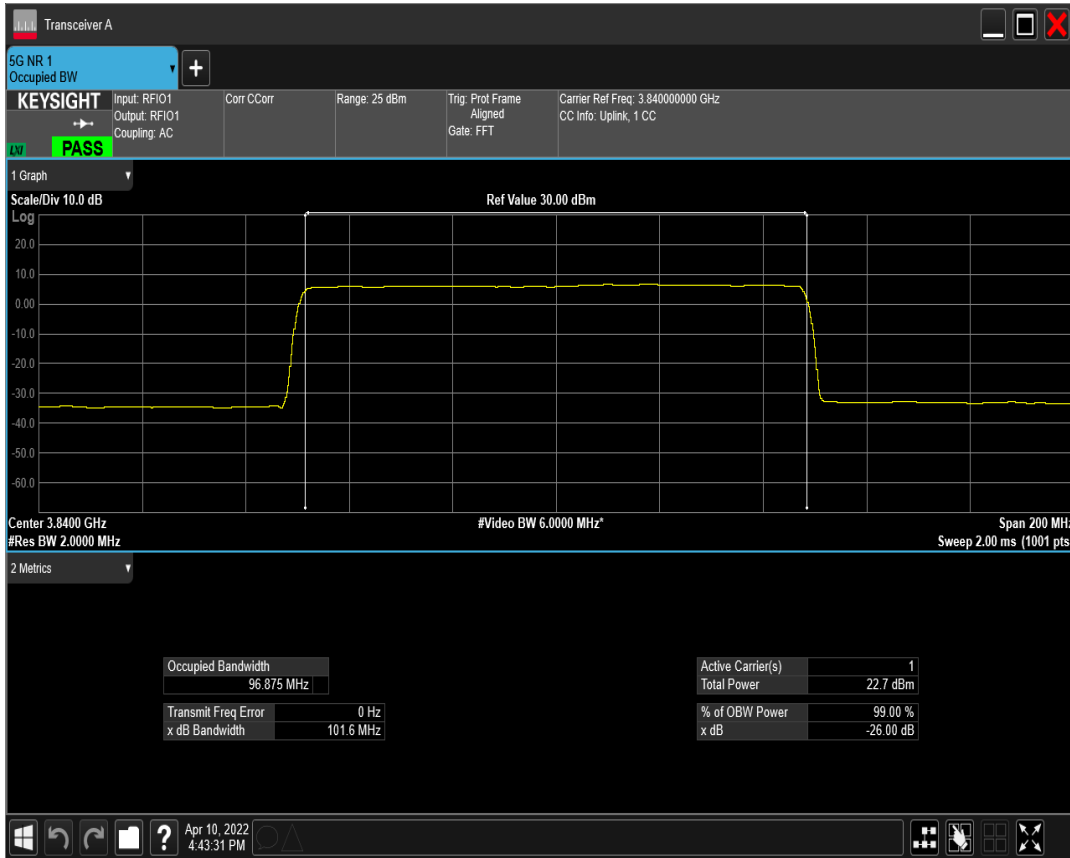 Transceiver A
5G NR 1
Occupied BW
+
KEYSIGHT
LXI
PASS
Input: RFIO1
Output: RFIO1
Coupling: AC
Corr CCorr
Range: 25 dBm
Trig: Prot Frame
Aligned
Gate: FFT
Carrier Ref Freq: 3.840000000 GHz
CC Info: Uplink, 1 CC
1 Graph
Scale/Div 10.0 dB
Ref Value 30.00 dBm
Log
20.0
10.0
0.00
-10.0
-20.0
-30.0
-40.0
-50.0
-60.0
Center 3.8400 GHz
#Video BW 6.0000 MHz*
Span 200 MHz
#Res BW 2.0000 MHz
Sweep 2.00 ms (1001 pts
2 Metrics
Occupied Bandwidth
96.875 MHz
Transmit Freq Error 0 Hz
x dB Bandwidth 101.6 MHz
Active Carrier(s) 1
Total Power 22.7 dBm
% of OBW Power 99.00 %
x dB -26.00 dB
?
Apr 10, 2022
4:43:31 PM